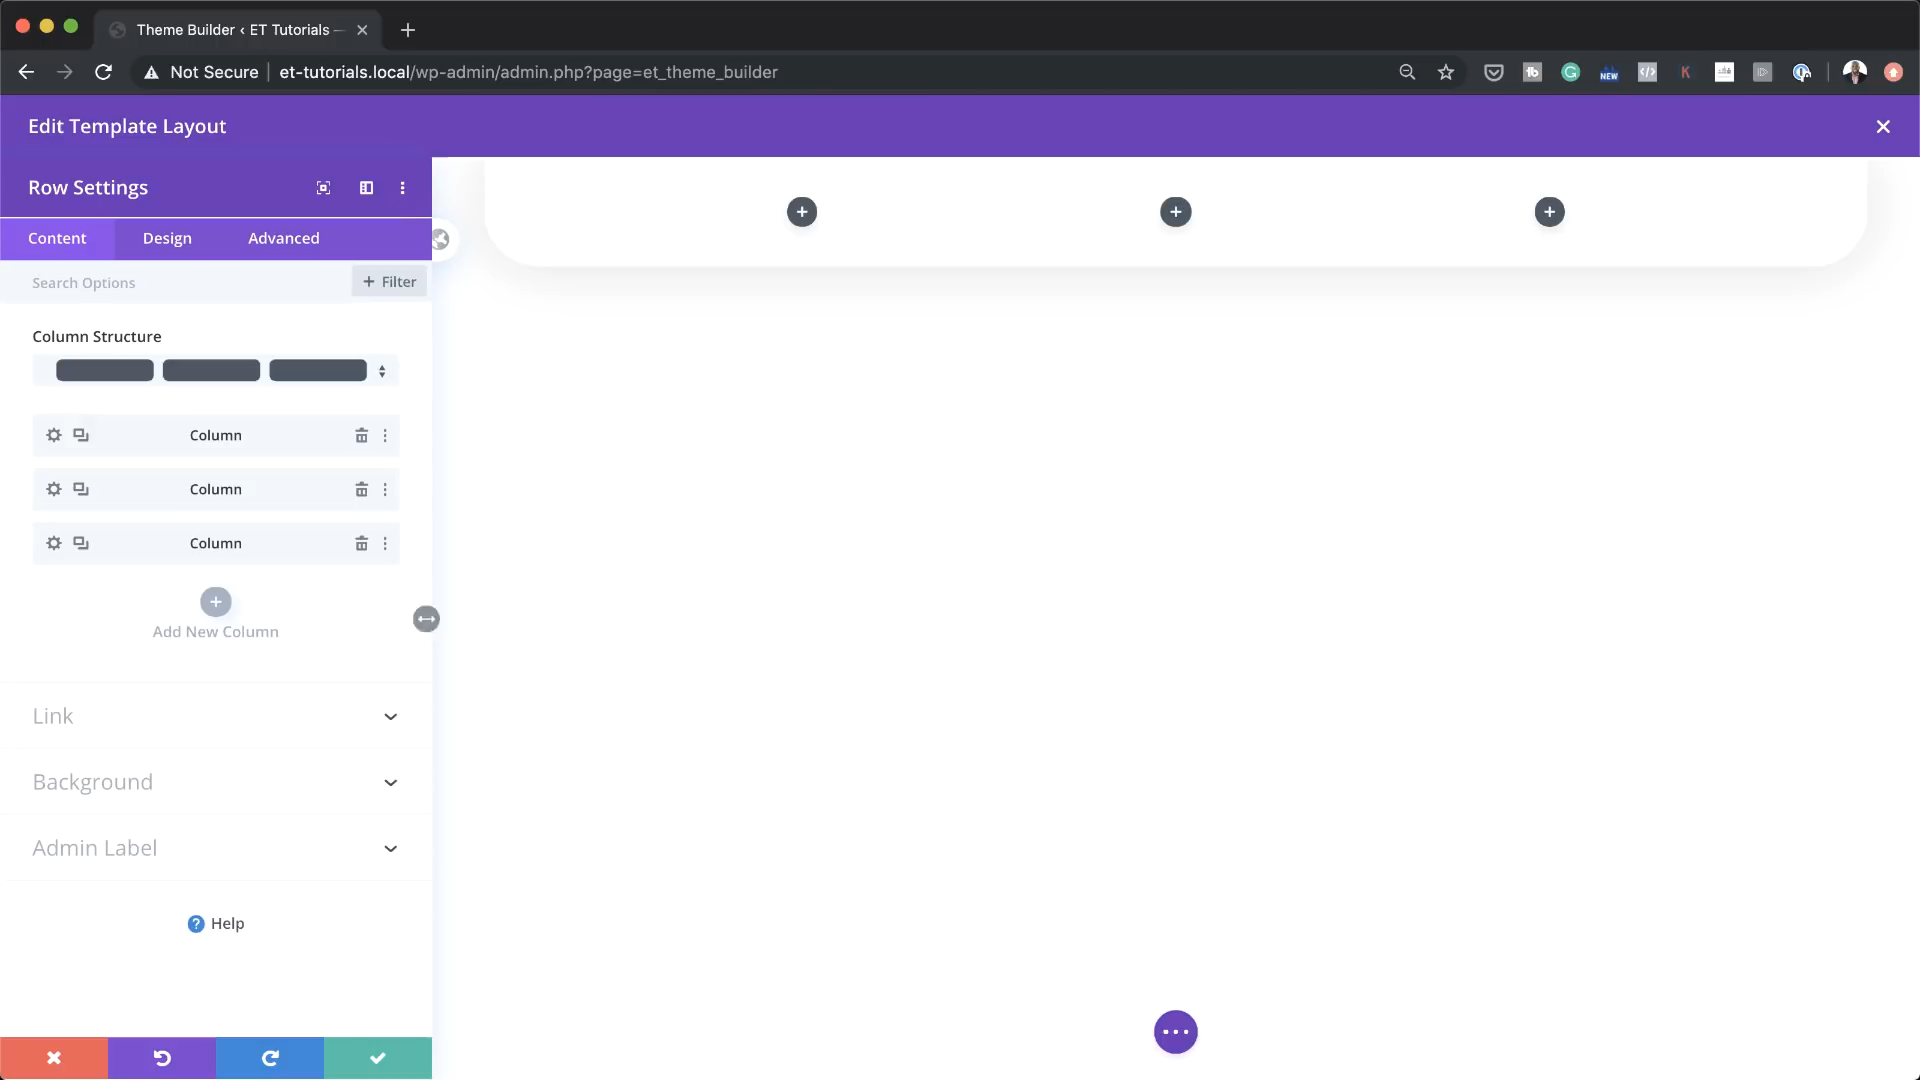 Theme Builder ‹ ET Tutorials —
Not Secure
et-tutorials.local/wp-admin/admin.php?page=et_theme_builder
NEW
K
Edit Template Layout
Row Settings
Content
Design
Advanced
Search Options
+ Filter
Column Structure
Column
Column
Column
Add New Column
Link
Background
Admin Label
? Help